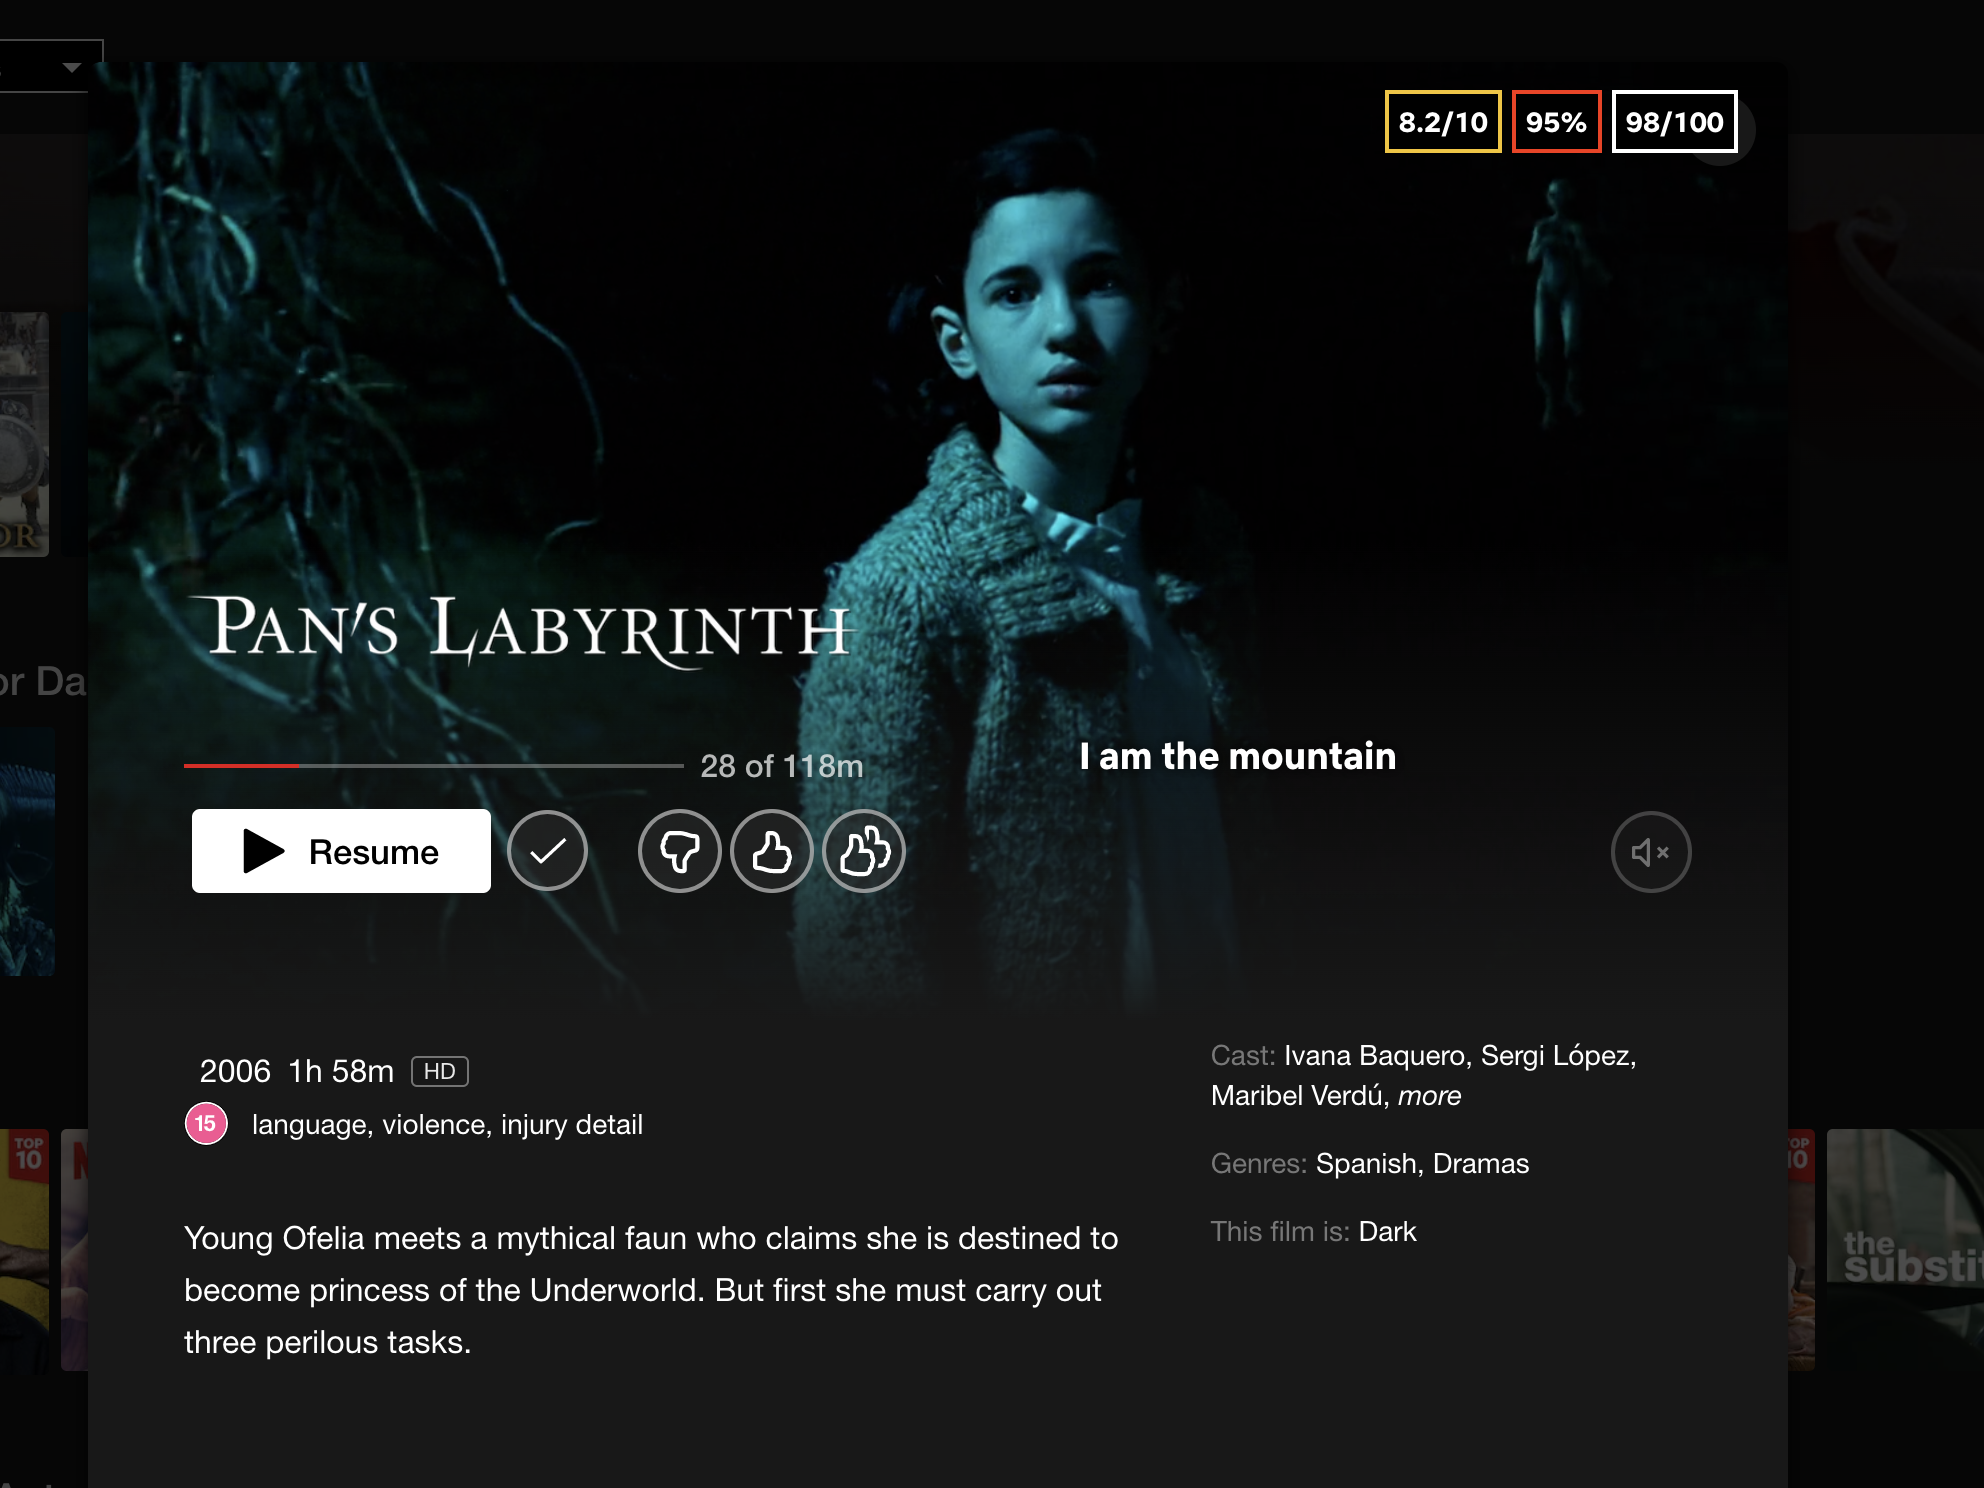 8.2/10 95% 98/100
OR
PAN'S LABYRINTH
or Da
28 of 118m
I am the mountain
Resume
2006 1h 58m HD
15 language, violence, injury detail
Cast: Ivana Baquero, Sergi López,
Maribel Verdú, more
Genres: Spanish, Dramas
This film is: Dark
TOP
10
N
Young Ofelia meets a mythical faun who claims she is destined to
become princess of the Underworld. But first she must carry out
three perilous tasks.
OP
10
the
substit